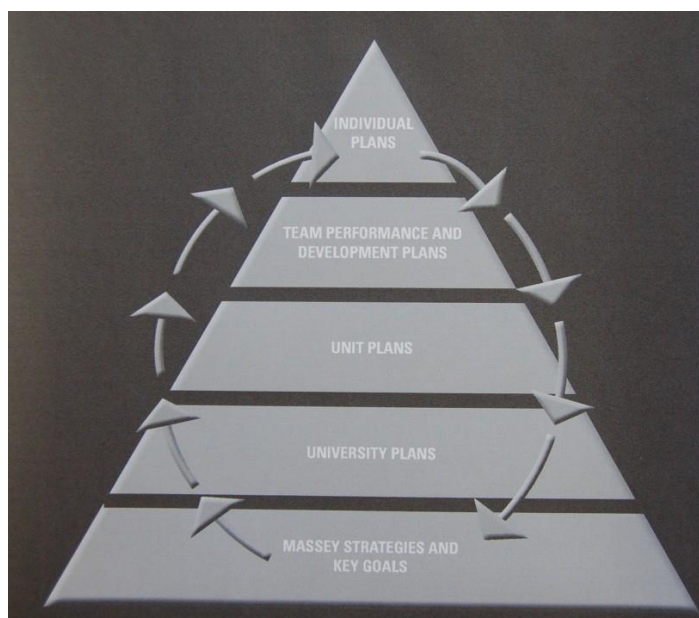 INDIVIDUAL
PLANS
TEAM PERFORMANCE AND
DEVELOPMENT PLANS
UNIT PLANS
UNIVERSITY PLANS
MASSEY STRATEGIES AND
KEY GOALS